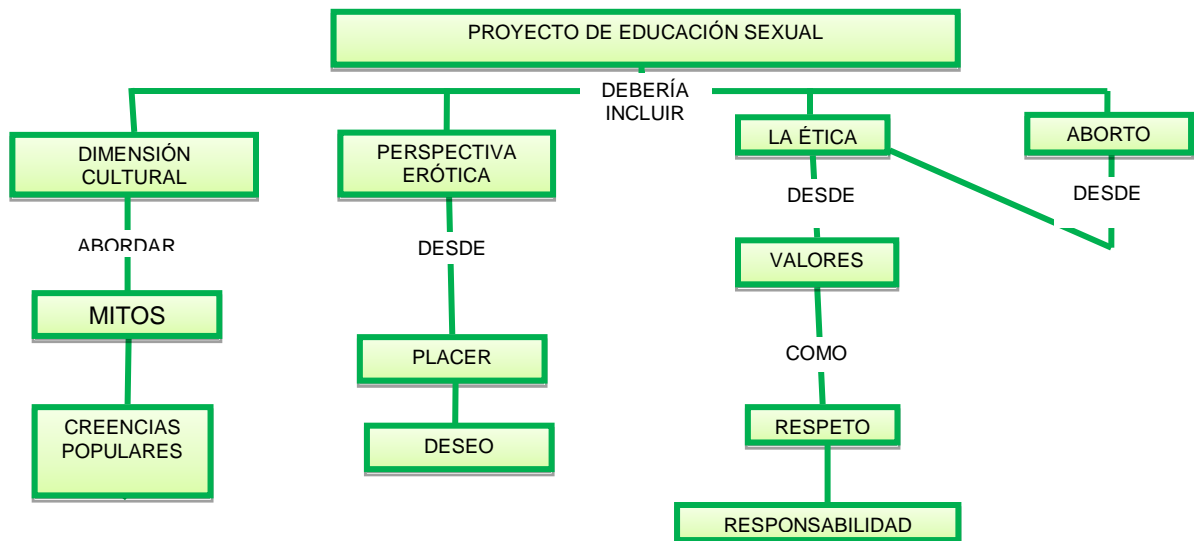 PROYECTO DE EDUCACIÓN SEXUAL
DEBERÍA
INCLUIR
DIMENSIÓN
CULTURAL
PERSPECTIVA
ERÓTICA
LA ÉTICA
ABORTO
ABORDAR
DESDE
DESDE
DESDE
MITOS
PLACER
VALORES
COMO
CREENCIAS
POPULARES
DESEO
RESPETO
RESPONSABILIDAD